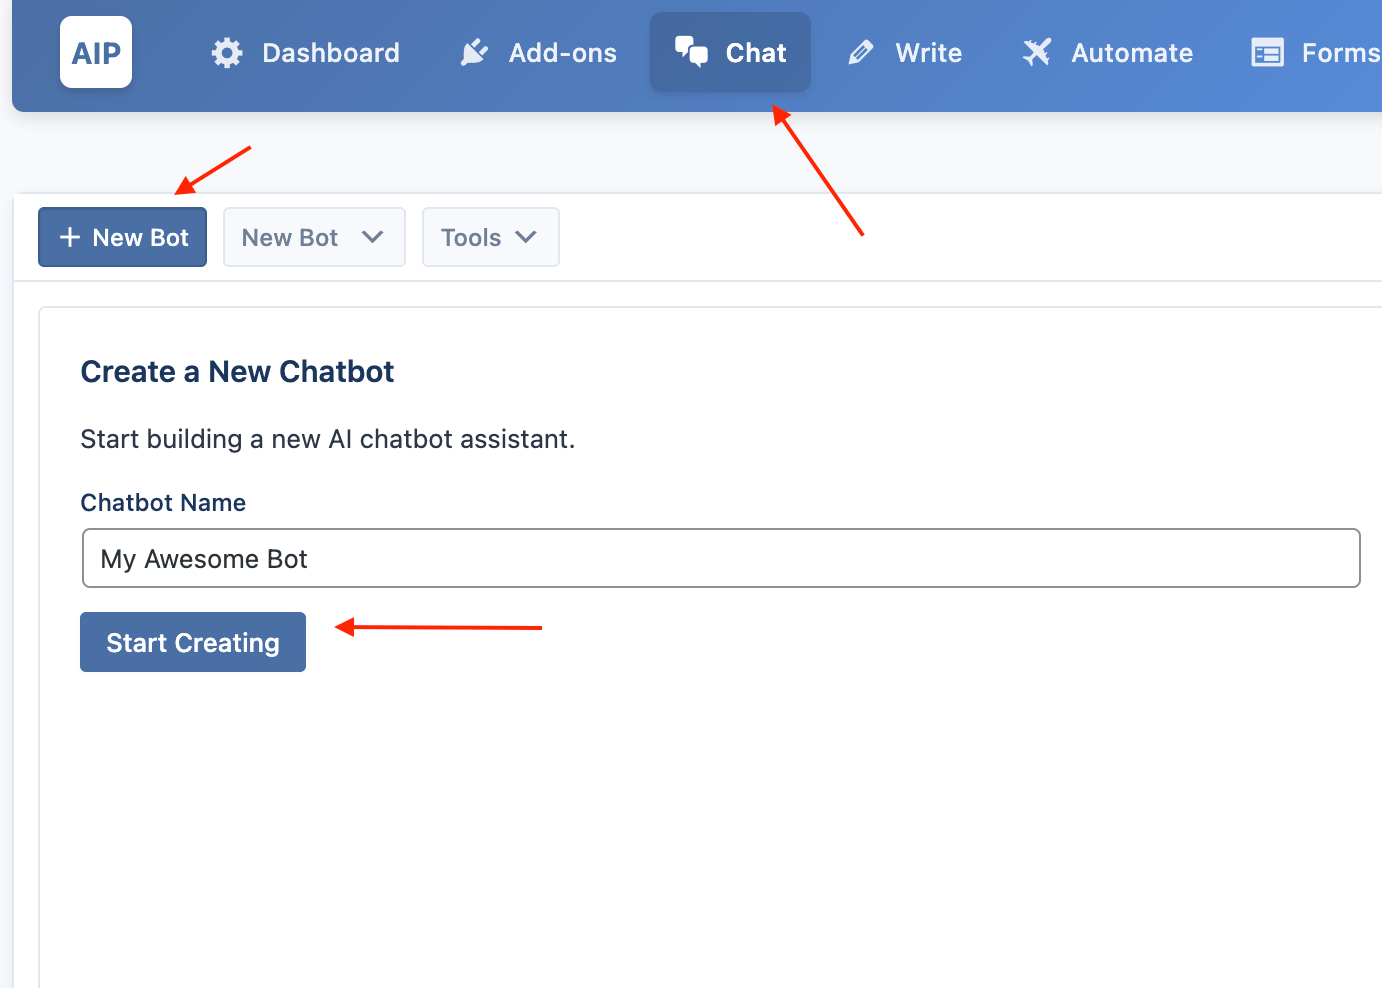 AIP Dashboard Add-ons Chat Write Automate Forms
+ New Bot New Bot Tools
Create a New Chatbot
Start building a new AI chatbot assistant.
Chatbot Name
My Awesome Bot
Start Creating